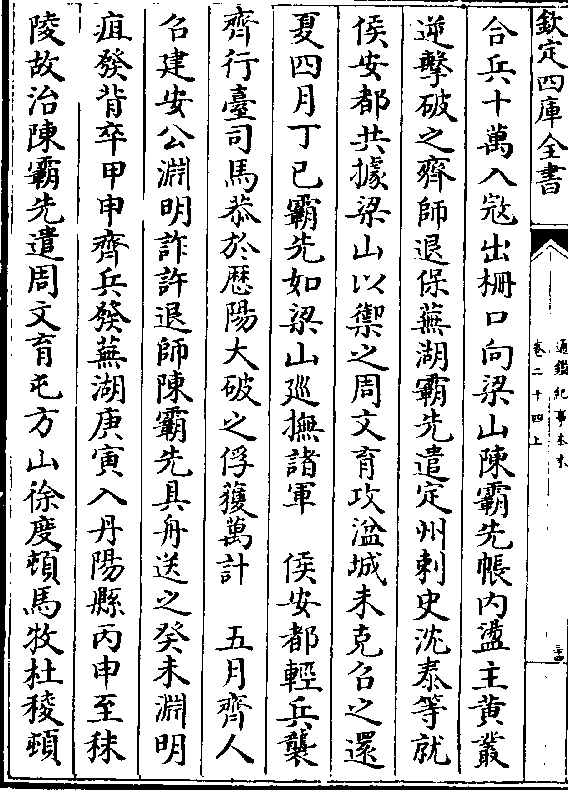 欽定四庫全書
通鑑紀事本末
卷二十四上
三十四
合兵十萬入寇出柵口向梁山陳霸先帳内盪主黄叢
逆擊破之齊師退保蕪湖霸先遣定州刺史沈泰等就
侯安都共據梁山以禦之周文育攻湓城未克召之還
夏四月丁巳霸先如梁山廵撫諸軍　侯安都輕兵襲
齊行臺司馬恭於歷陽大破之俘獲萬計　五月齊人
召建安公淵明詐許退師陳霸先具舟送之癸未淵明
疽發背卒甲申齊兵發蕪湖庚寅入丹陽縣丙申至秣
陵故治陳霸先遣周文育屯方山徐度頓馬牧杜稜頓